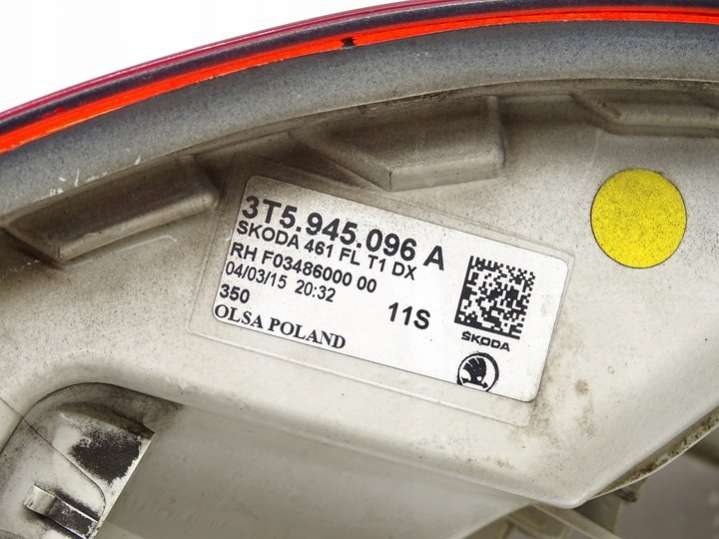 3T5.945.096 A
SKODA 461 FL T1 DX
RH F03486000 00
04/03/15 20:32
350
11S
OLSA POLAND
ŠKODA